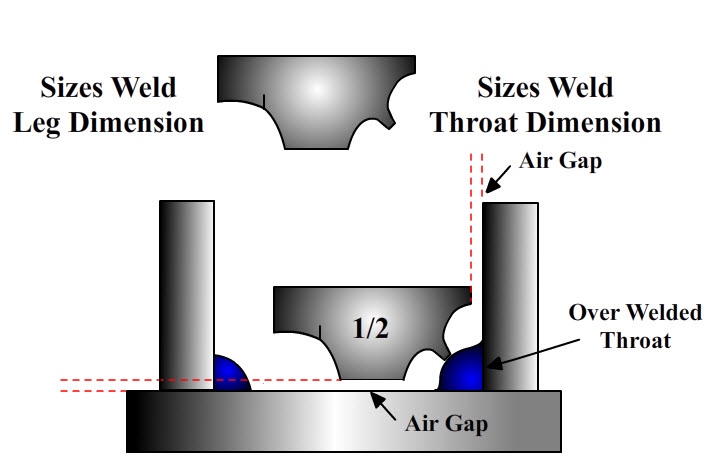 Sizes Weld
Leg Dimension
Sizes Weld
Throat Dimension
Air Gap
1/2
Over Welded
Throat
Air Gap